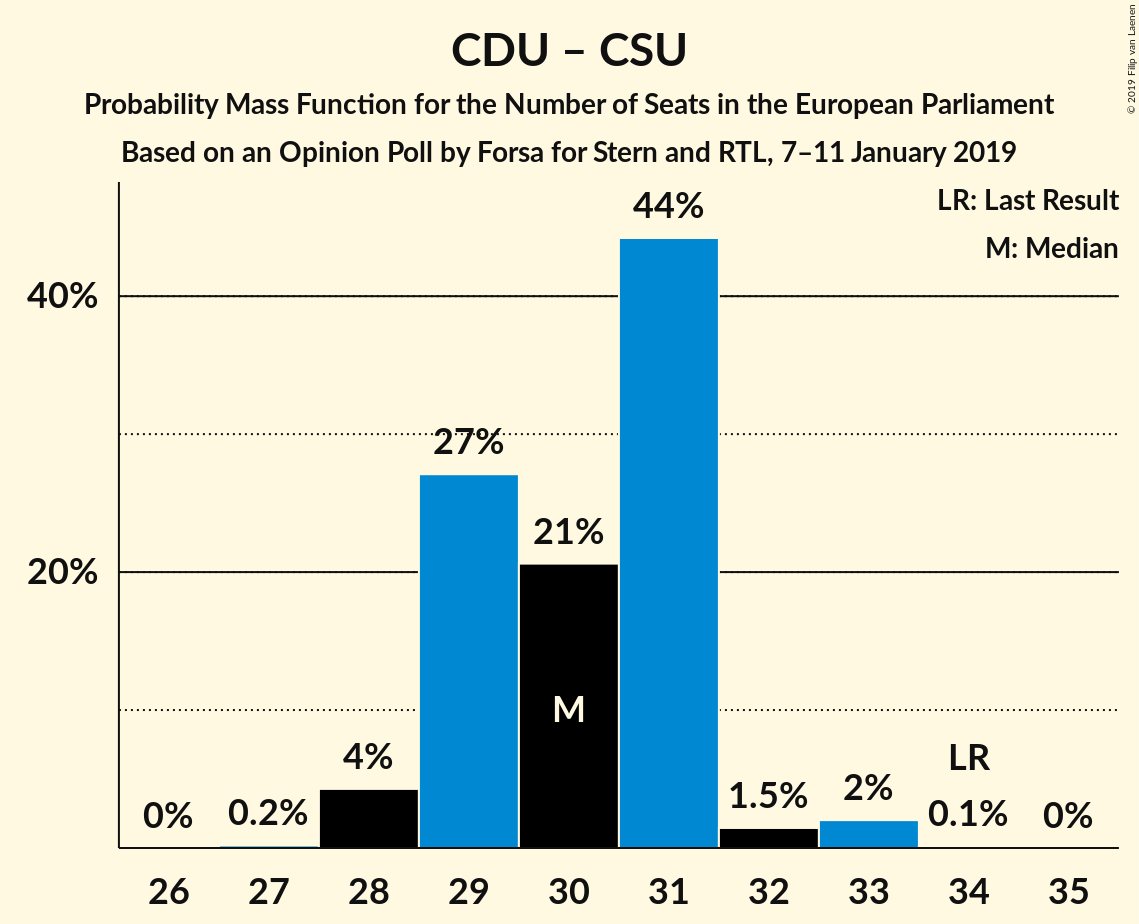 CDU – CSU
Probability Mass Function for the Number of Seats in the European Parliament
Based on an Opinion Poll by Forsa for Stern and RTL, 7–11 January 2019
© 2019 Filip van Laenen
LR: Last Result
M: Median
44%
40%
27%
21%
20%
M
4%
LR
2%
1.5%
0%
0.2%
0.1%
0%
26 27 28 29 30 31 32 33 34 35